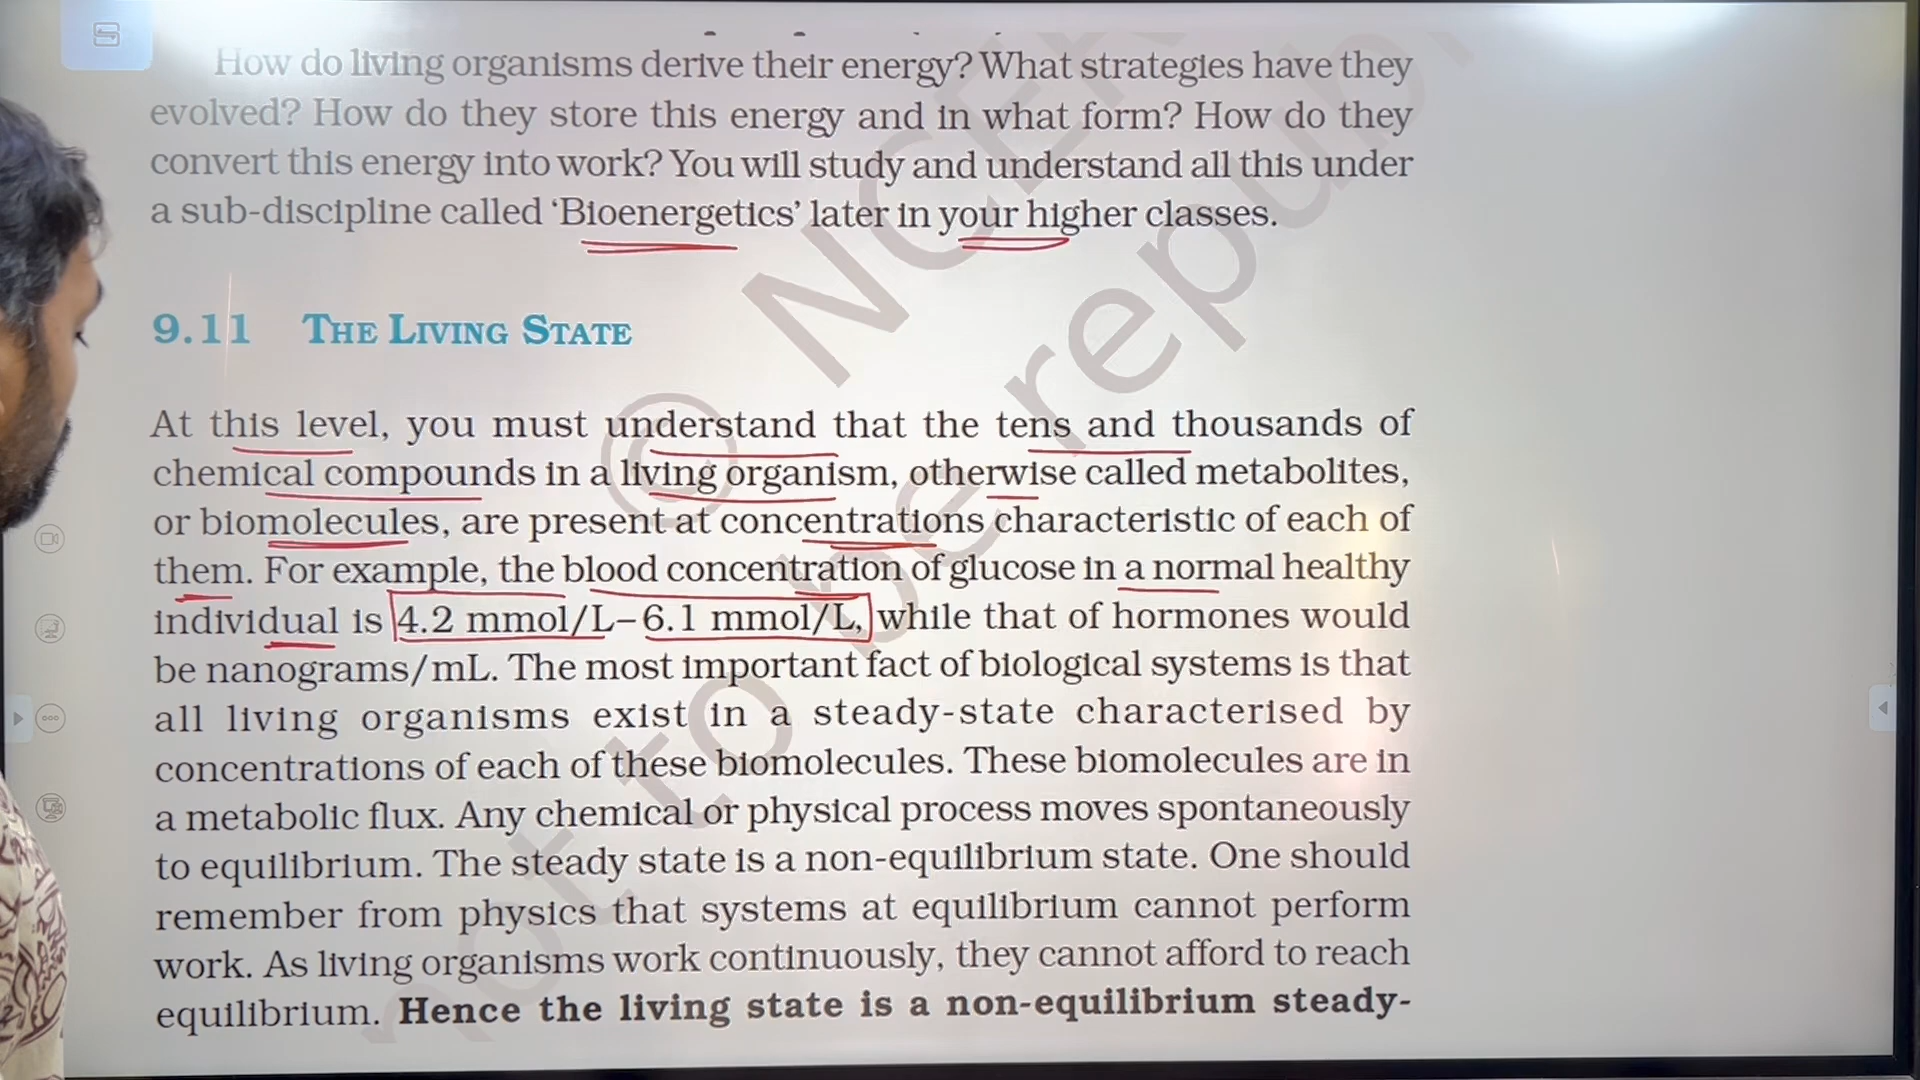 How do living organisms derive their energy? What strategies have they
evolved? How do they store this energy and in what form? How do they
convert this energy into work? You will study and understand all this under
a sub-discipline called ‘Bioenergetics’ later in your higher classes.
9.11 THE LIVING STATE
At this level, you must understand that the tens and thousands of
chemical compounds in a living organism, otherwise called metabolites,
or biomolecules, are present at concentrations characteristic of each of
them. For example, the blood concentration of glucose in a normal healthy
individual is 4.2 mmol/L–6.1 mmol/L, while that of hormones would
be nanograms/mL. The most important fact of biological systems is that
all living organisms exist in a steady-state characterised by
concentrations of each of these biomolecules. These biomolecules are in
a metabolic flux. Any chemical or physical process moves spontaneously
to equilibrium. The steady state is a non-equilibrium state. One should
remember from physics that systems at equilibrium cannot perform
work. As living organisms work continuously, they cannot afford to reach
equilibrium. Hence the living state is a non-equilibrium steady-
© NCE
not to be republ